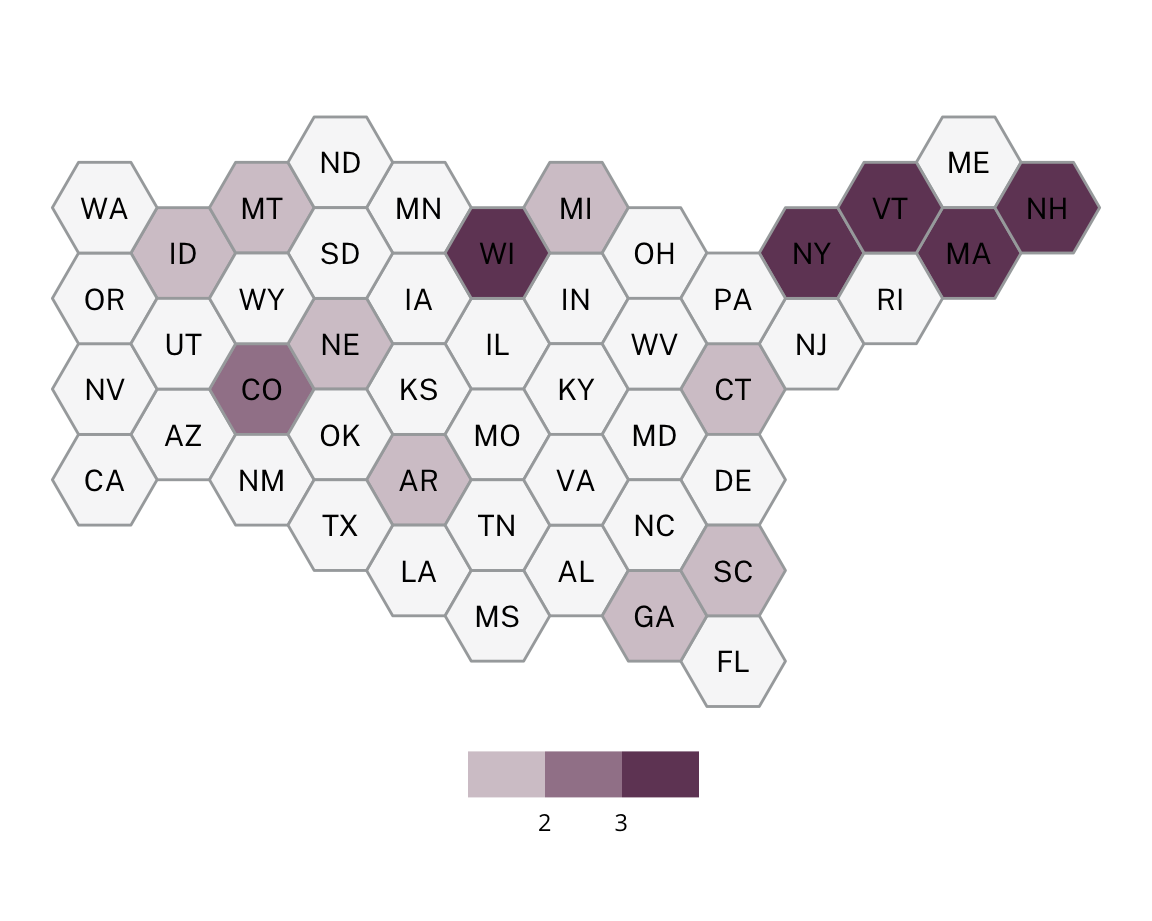 ND ME
WA MT MN MI VT NH
ID SD WI OH NY MA
OR WY IA IN PA RI
UT NE IL WV NJ
NV CO KS KY CT
AZ OK MO MD
CA NM AR VA DE
TX TN NC
LA AL SC
MS GA
FL
2 3